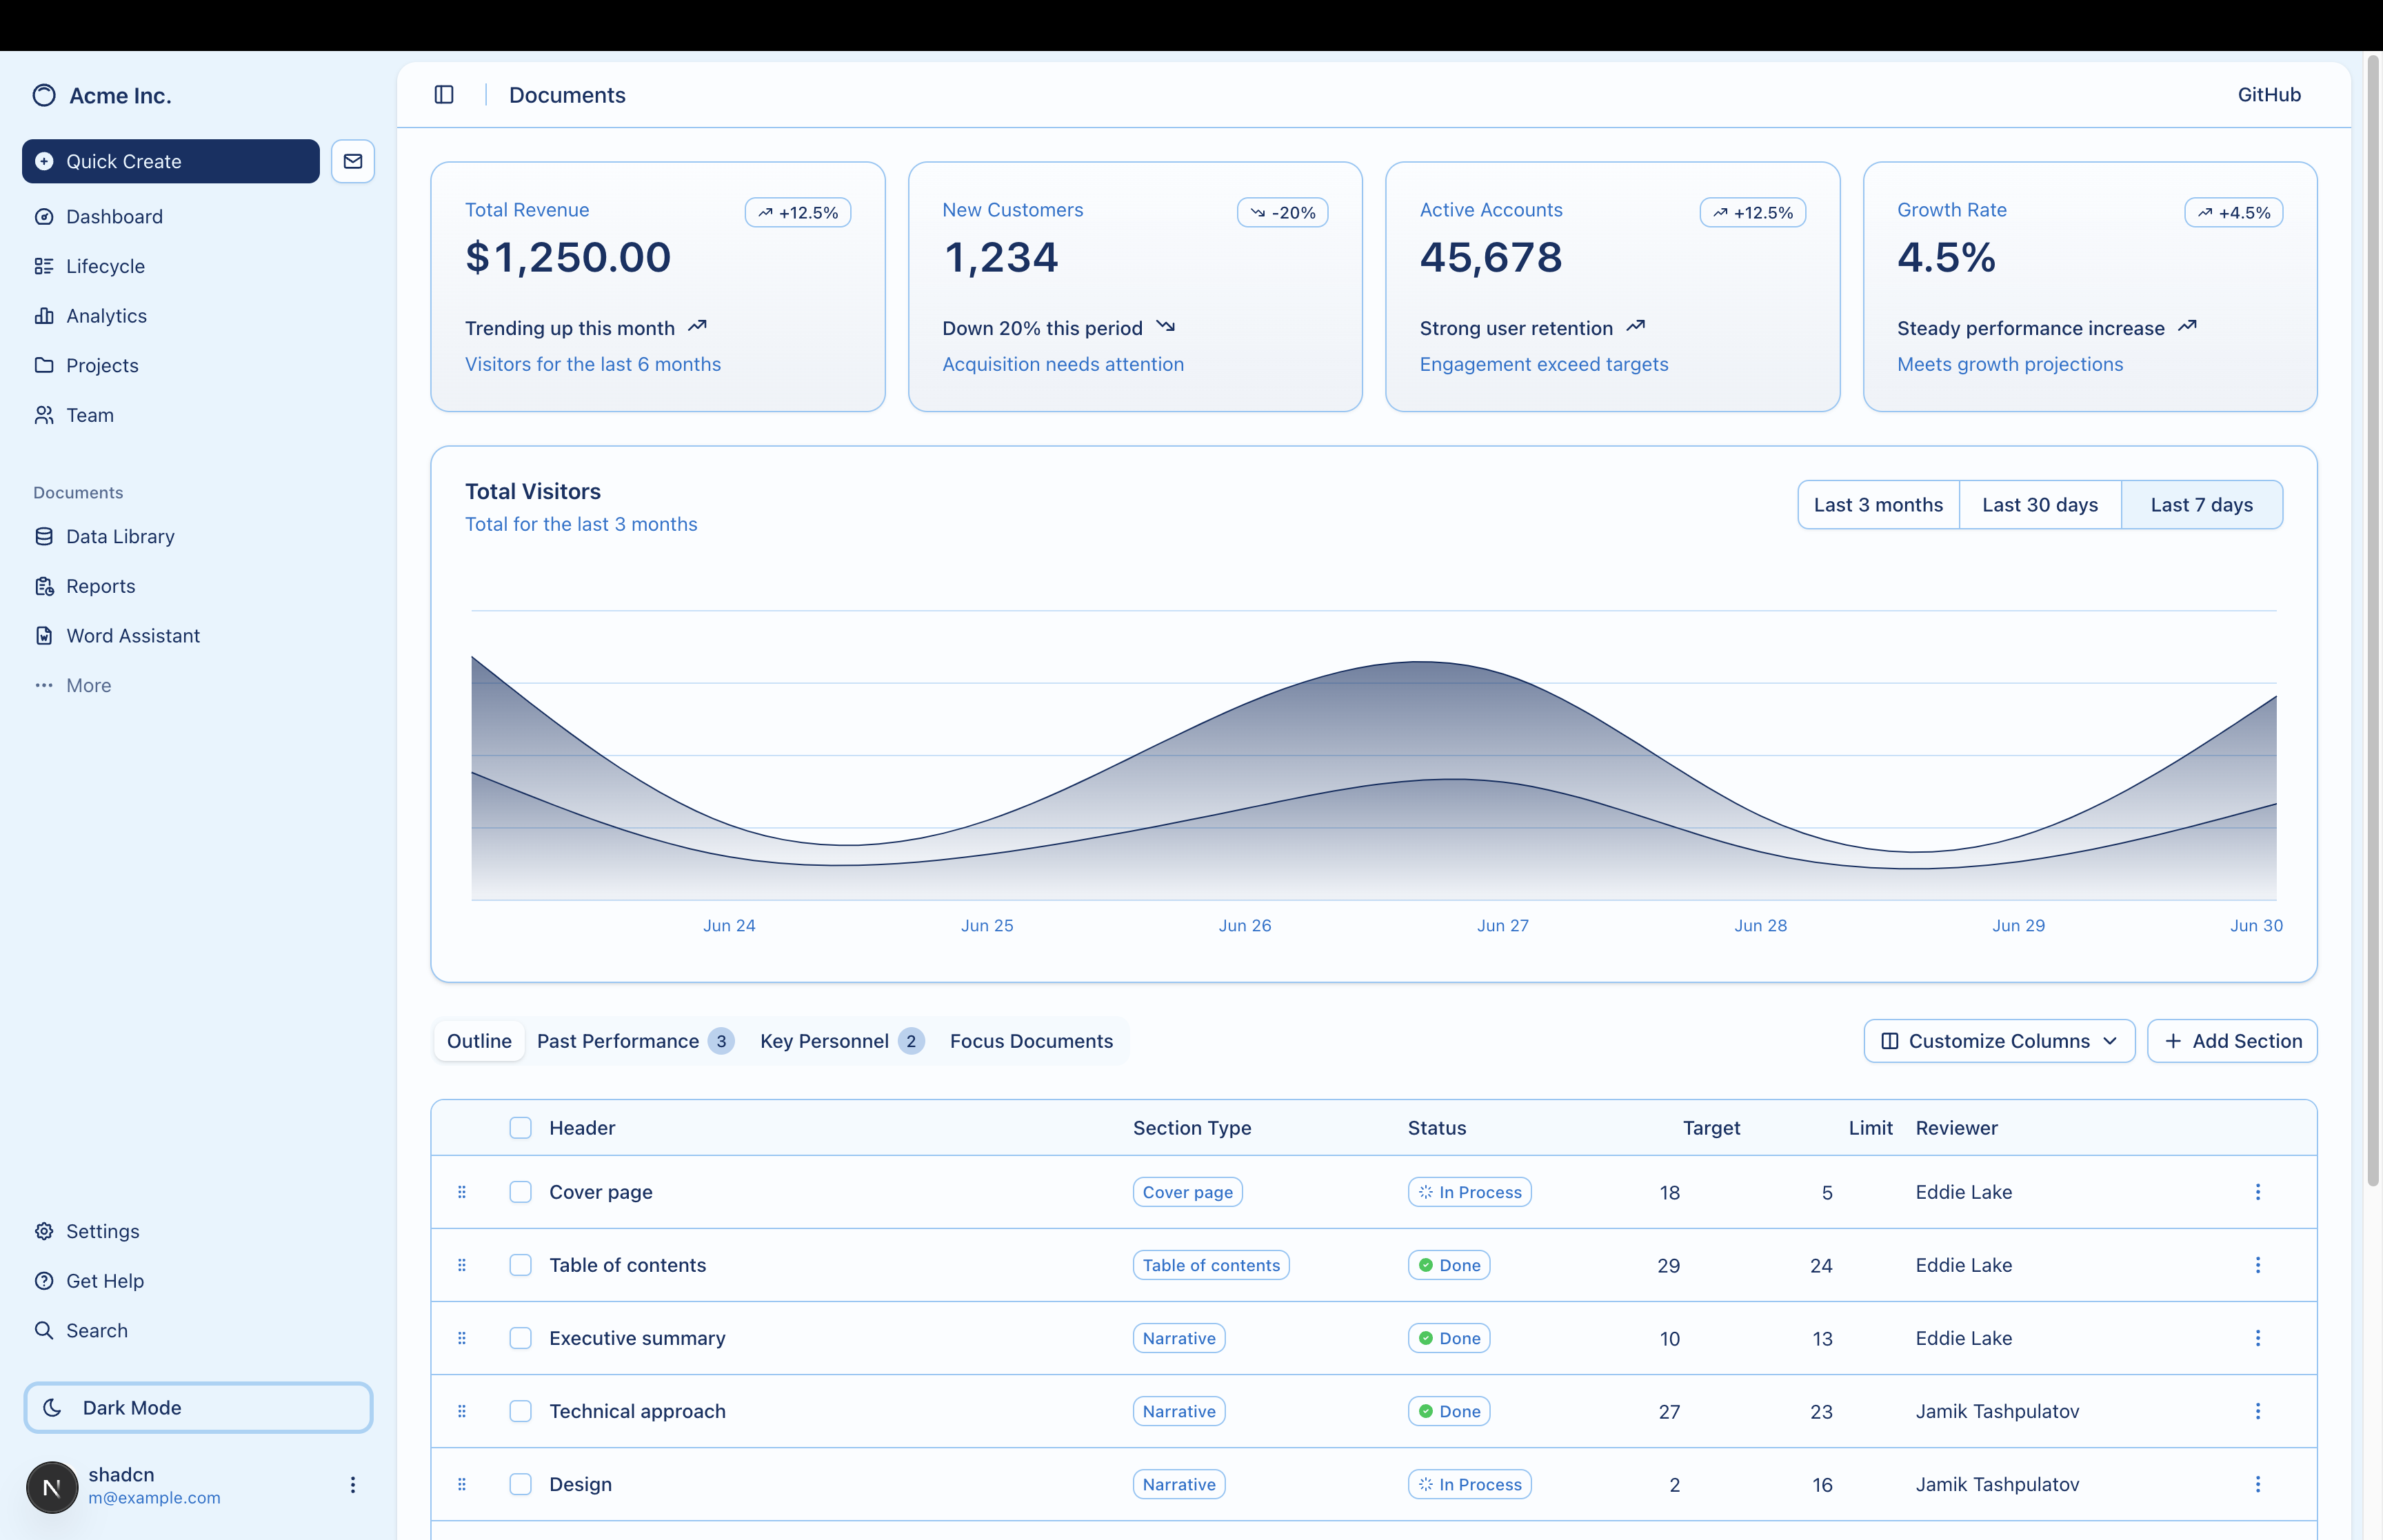 Acme Inc.
Quick Create
Dashboard
Lifecycle
Analytics
Projects
Team
Documents
Data Library
Reports
Word Assistant
More
Settings
Get Help
Search
Dark Mode
N
shadcn
m@example.com
Documents
GitHub
Total Revenue
+12.5%
$1,250.00
Trending up this month
Visitors for the last 6 months
New Customers
-20%
1,234
Down 20% this period
Acquisition needs attention
Active Accounts
+12.5%
45,678
Strong user retention
Engagement exceed targets
Growth Rate
+4.5%
4.5%
Steady performance increase
Meets growth projections
Total Visitors
Total for the last 3 months
Last 3 months Last 30 days Last 7 days
Jun 24 Jun 25 Jun 26 Jun 27 Jun 28 Jun 29 Jun 30
Outline Past Performance 3 Key Personnel 2 Focus Documents
Customize Columns Add Section
Header Section Type Status Target Limit Reviewer
Cover page Cover page In Process 18 5 Eddie Lake
Table of contents Table of contents Done 29 24 Eddie Lake
Executive summary Narrative Done 10 13 Eddie Lake
Technical approach Narrative Done 27 23 Jamik Tashpulatov
Design Narrative In Process 2 16 Jamik Tashpulatov